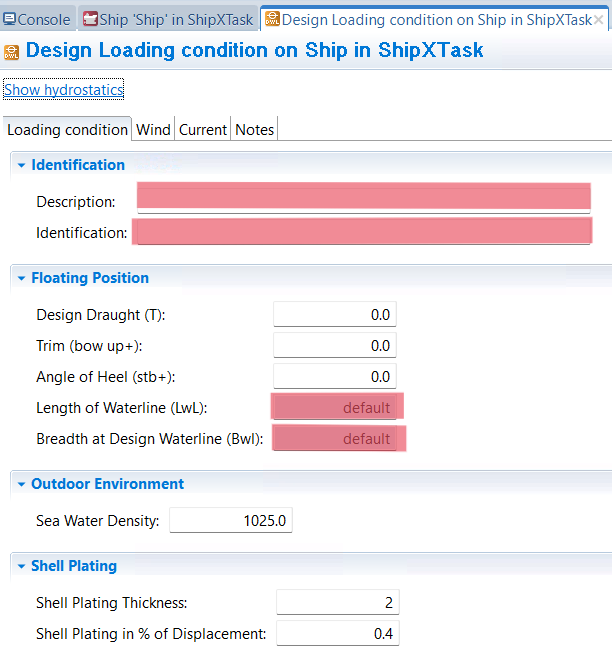 Console Ship 'Ship' in ShipXTask Design Loading condition on Ship in ShipXTask
DWL Design Loading condition on Ship in ShipXTask
Show hydrostatics
Loading condition Wind Current Notes
Identification
Description:
Identification:
Floating Position
Design Draught (T): 0.0
Trim (bow up+): 0.0
Angle of Heel (stb+): 0.0
Length of Waterline (LwL): default
Breadth at Design Waterline (Bwl): default
Outdoor Environment
Sea Water Density: 1025.0
Shell Plating
Shell Plating Thickness: 2
Shell Plating in % of Displacement: 0.4